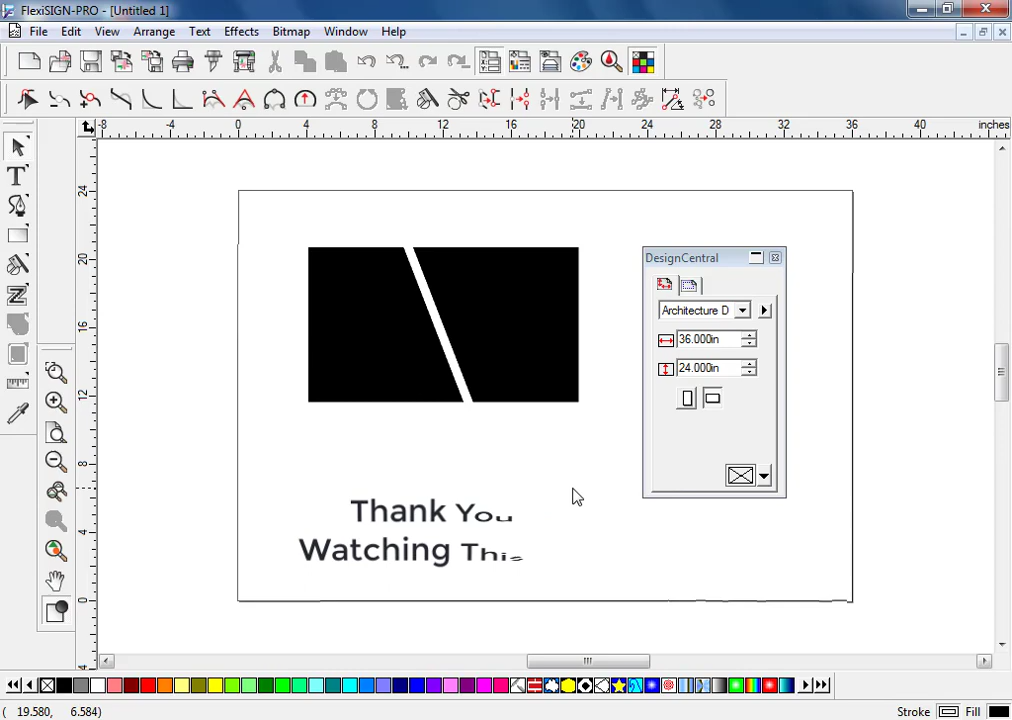 FlexiSIGN-PRO - [Untitled 1]
File Edit View Arrange Text Effects Bitmap Window Help
-8 -4 0 4 8 12 16 20 24 28 32 36 40 inches
24
20
16
12
8
4
0
4
DesignCentral
Architecture D
36.000in
24.000in
Thank You
Watching This
( 19.580, 6.584) Stroke Fill